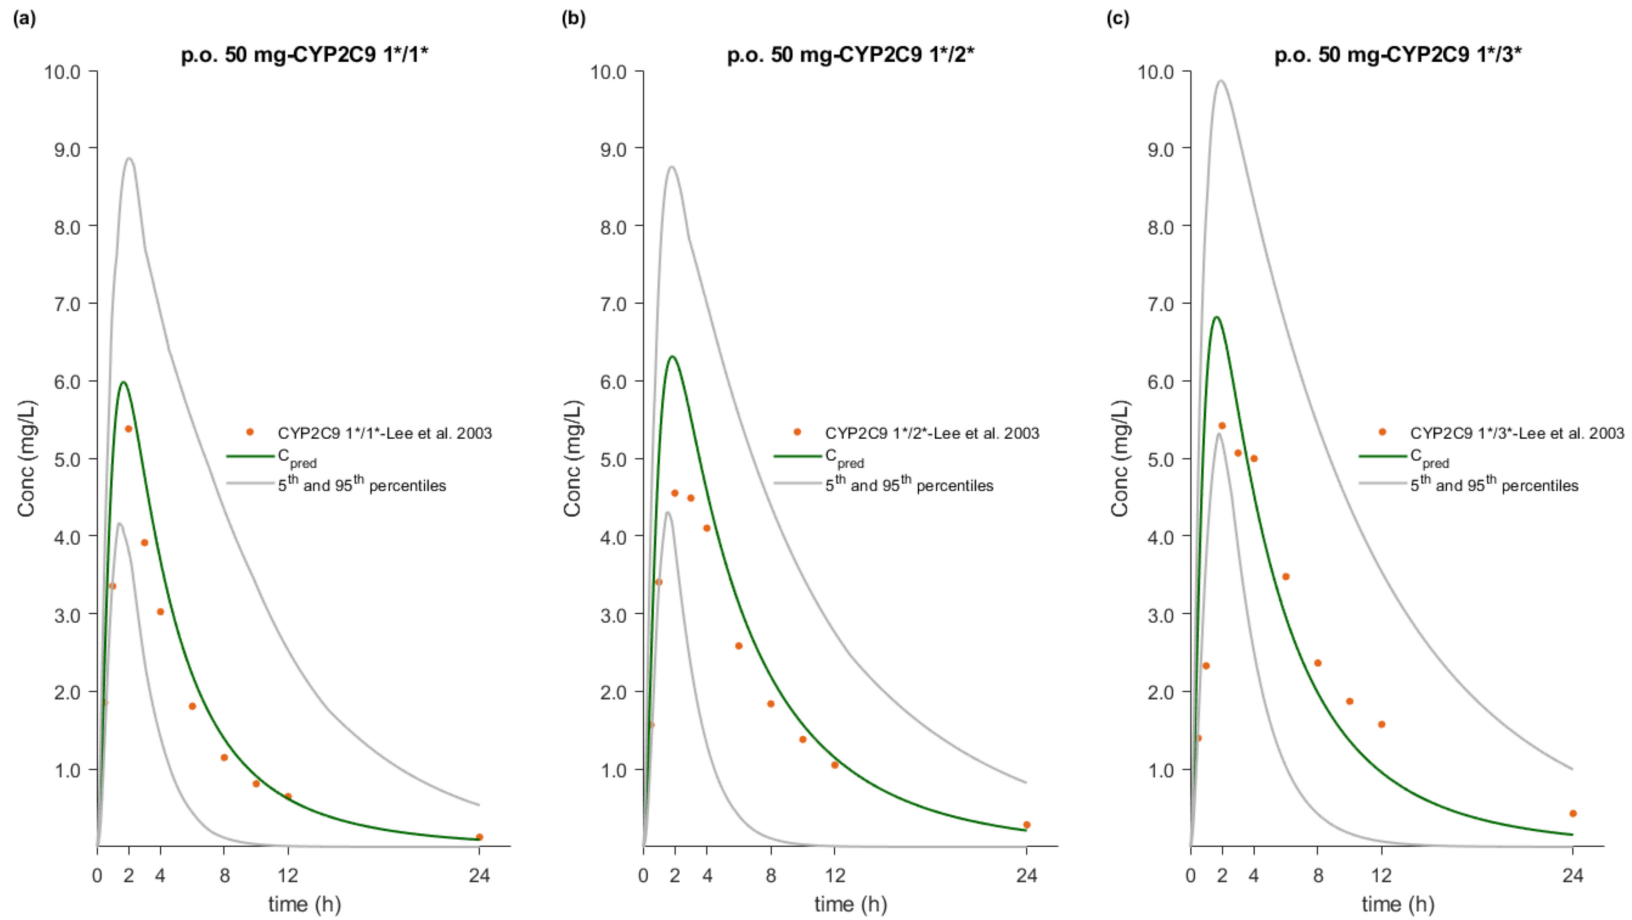 (a)
p.o. 50 mg-CYP2C9 1*/1*
10.0
9.0
8.0
7.0
6.0
5.0
4.0
3.0
2.0
1.0
Conc (mg/L)
CYP2C9 1*/1*-Lee et al. 2003
Cpred
5th and 95th percentiles
0 2 4 8 12 24
time (h)
(b)
p.o. 50 mg-CYP2C9 1*/2*
10.0
9.0
8.0
7.0
6.0
5.0
4.0
3.0
2.0
1.0
Conc (mg/L)
CYP2C9 1*/2*-Lee et al. 2003
Cpred
5th and 95th percentiles
0 2 4 8 12 24
time (h)
(c)
p.o. 50 mg-CYP2C9 1*/3*
10.0
9.0
8.0
7.0
6.0
5.0
4.0
3.0
2.0
1.0
Conc (mg/L)
CYP2C9 1*/3*-Lee et al. 2003
Cpred
5th and 95th percentiles
0 2 4 8 12 24
time (h)